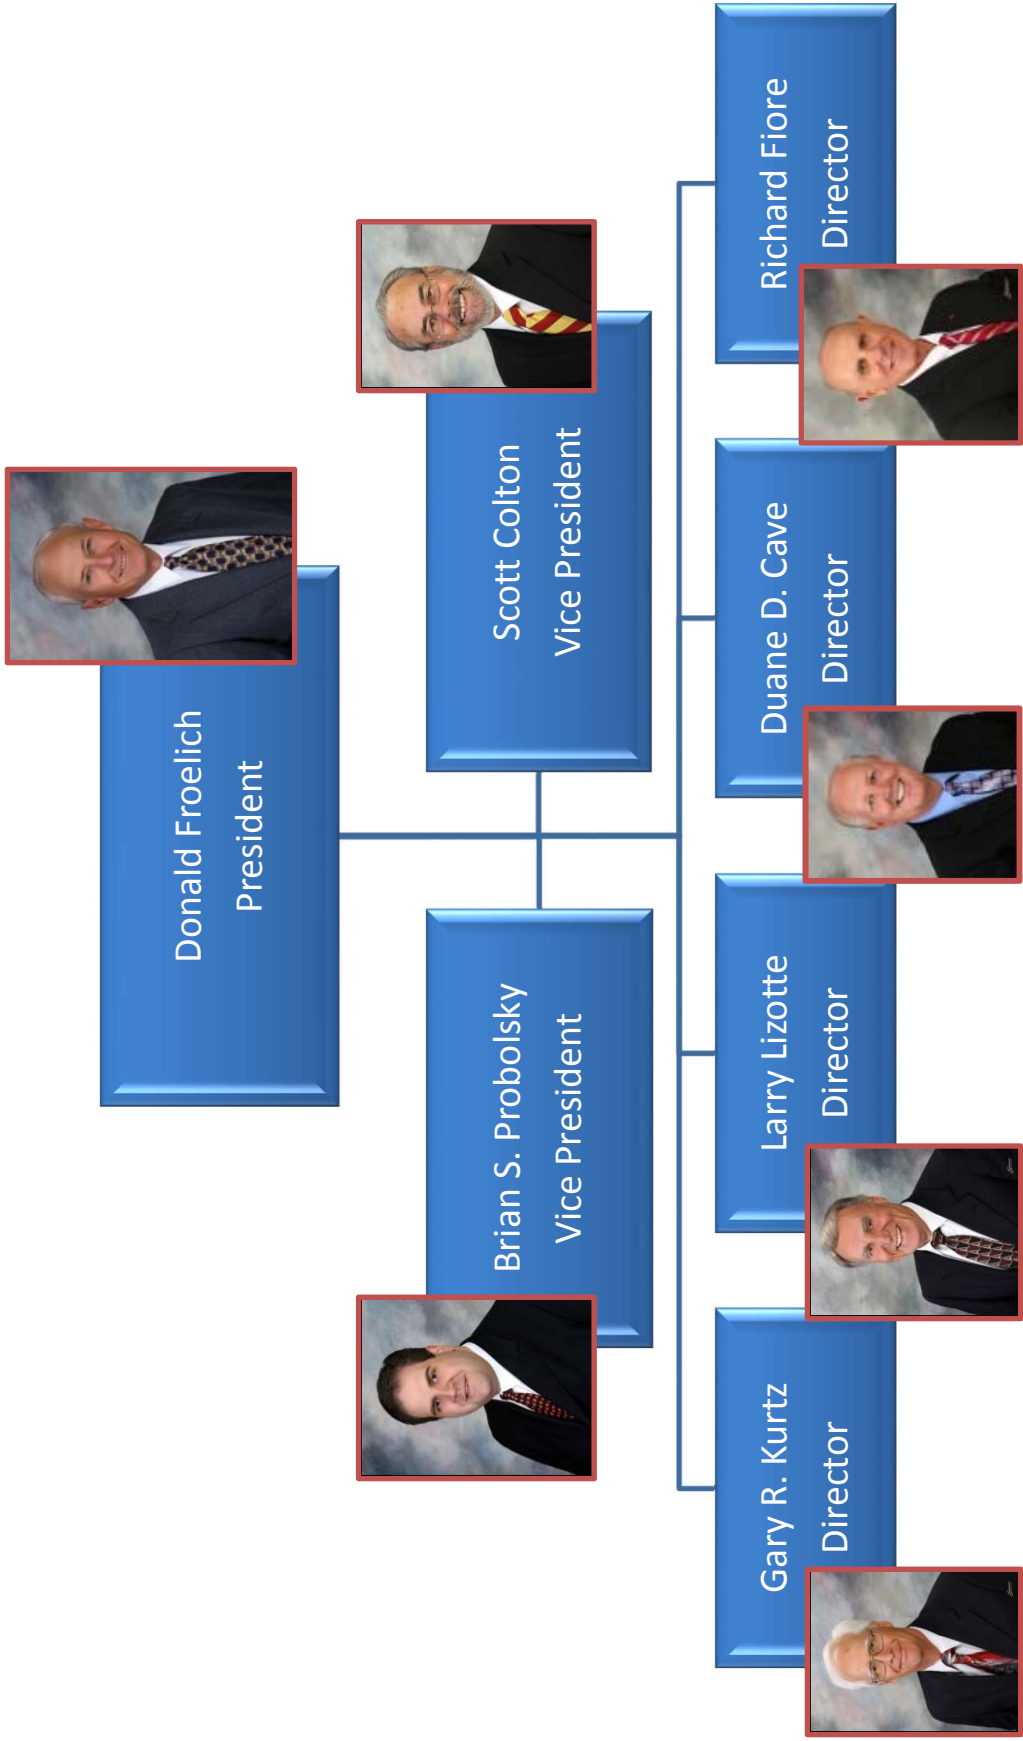 Donald Froelich
President
Brian S. Probolsky
Vice President
Scott Colton
Vice President
Gary R. Kurtz
Director
Larry Lizotte
Director
Duane D. Cave
Director
Richard Fiore
Director